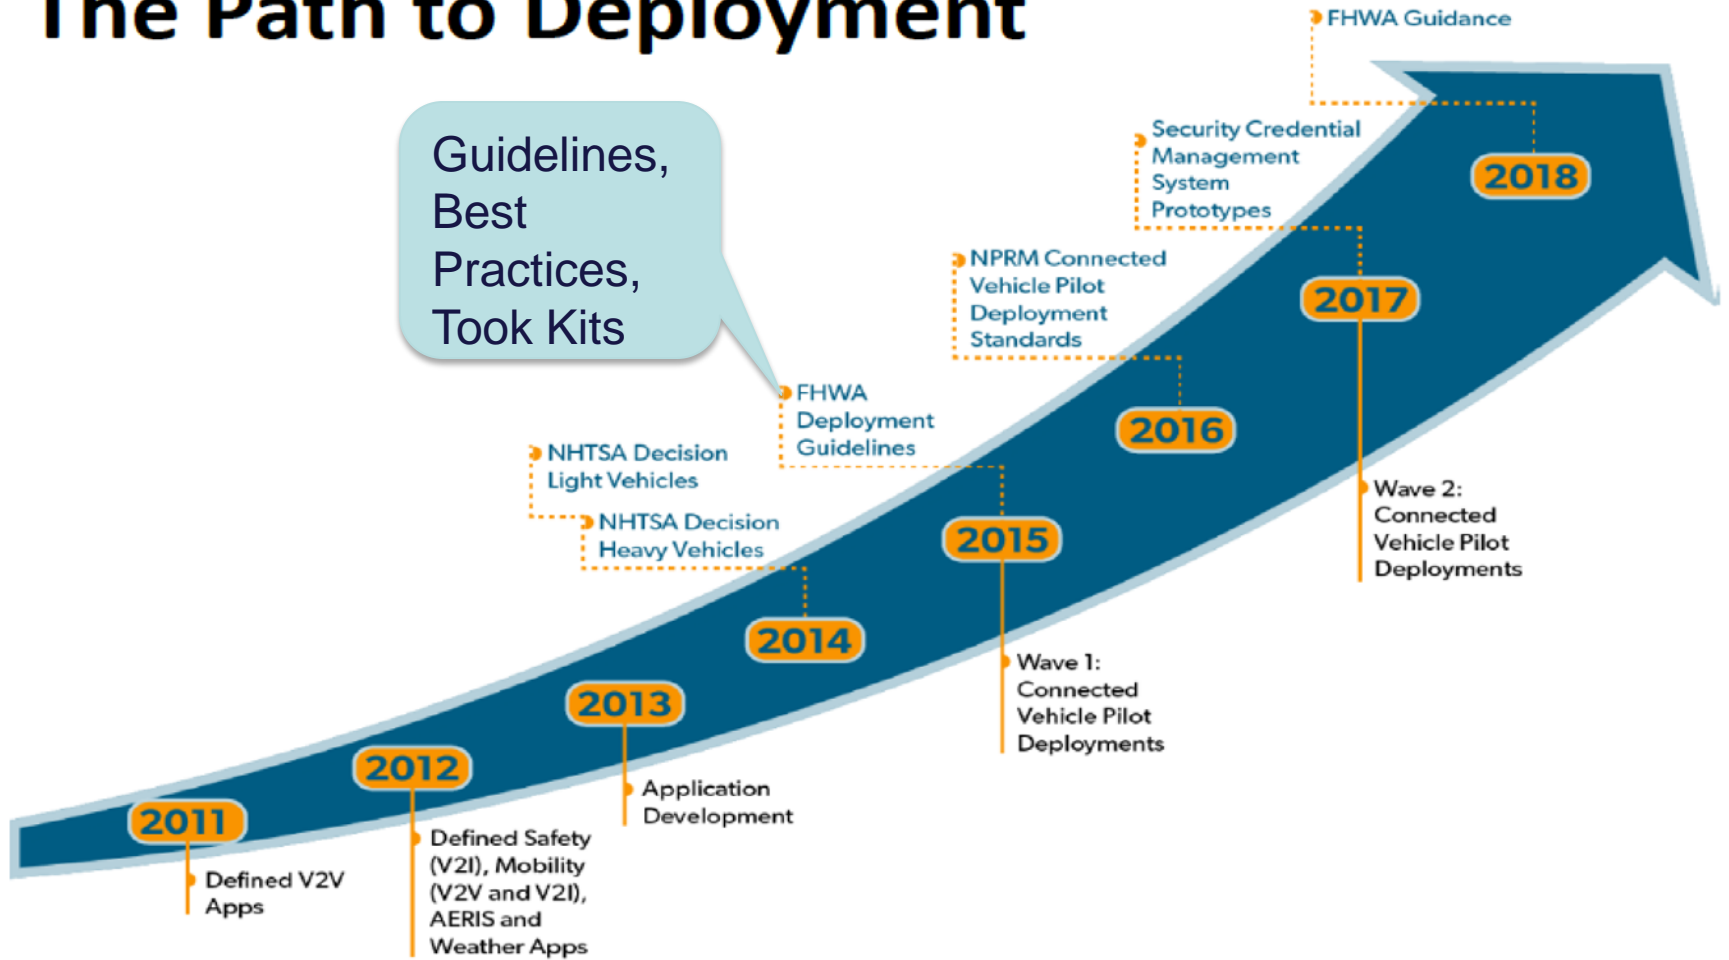 The Path to Deployment
FHWA Guidance
Guidelines,
Best
Practices,
Took Kits
Security Credential
Management
System
Prototypes
2018
NPRM Connected
Vehicle Pilot
Deployment
Standards
2017
FHWA
Deployment
Guidelines
2016
NHTSA Decision
Light Vehicles
NHTSA Decision
Heavy Vehicles
Wave 2:
Connected
Vehicle Pilot
Deployments
2015
2014
Wave 1:
Connected
Vehicle Pilot
Deployments
2013
2012
Application
Development
2011
Defined Safety
(V2I), Mobility
(V2V and V2I),
AERIS and
Weather Apps
Defined V2V
Apps